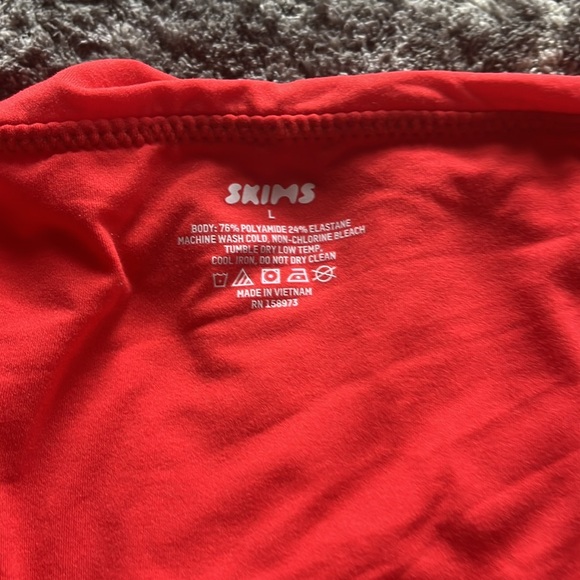 SKIMS
L
BODY: 76% POLYAMIDE 24% ELASTANE
MACHINE WASH COLD, NON-CHLORINE BLEACH
TUMBLE DRY LOW TEMP.
COOL IRON, DO NOT DRY CLEAN
MADE IN VIETNAM
RN 158973